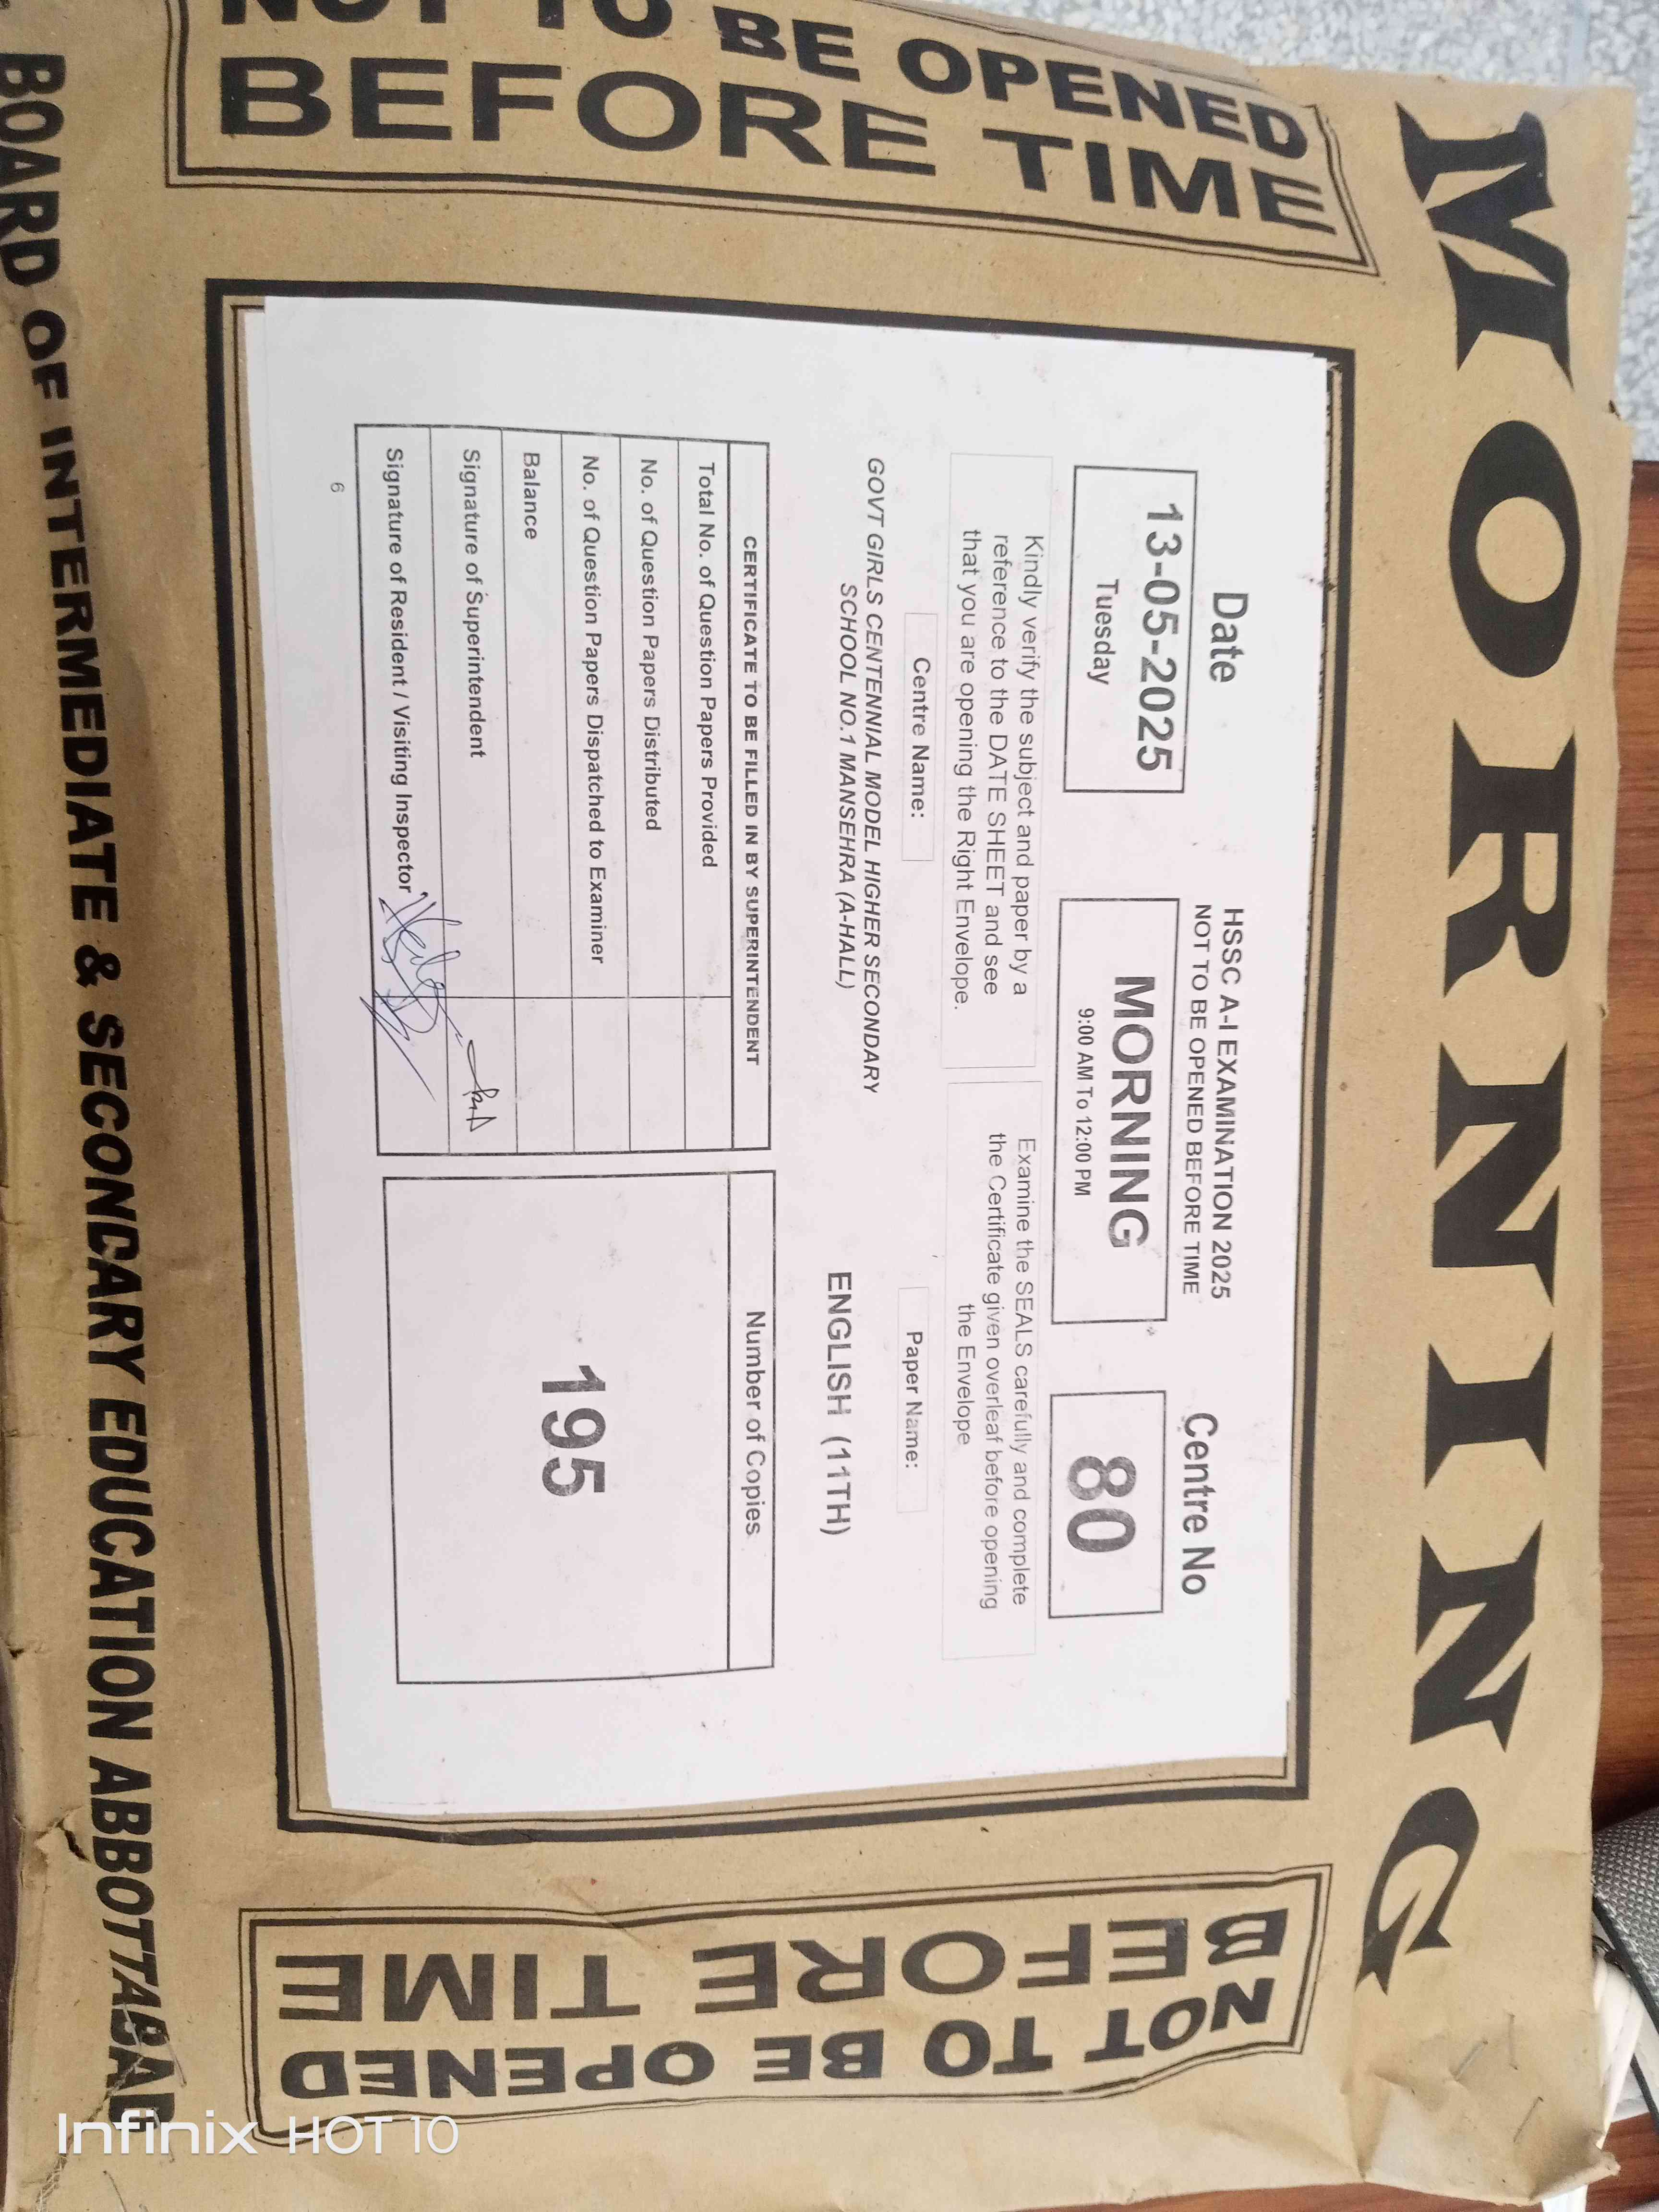 MORNING
NOT TO BE OPENED
BEFORE TIME
Date
13-05-2025
Tuesday
HSSC A-I EXAMINATION 2025
NOT TO BE OPENED BEFORE TIME
MORNING
9:00 AM To 12:00 PM
Centre No
80
Kindly verify the subject and paper by a
reference to the DATE SHEET and see
that you are opening the Right Envelope.
Examine the SEALS carefully and complete
the Certificate given overleaf before opening
the Envelope
Centre Name:
GOVT GIRLS CENTENNIAL MODEL HIGHER SECONDARY
SCHOOL NO.1 MANSEHRA (A-HALL)
Paper Name:
ENGLISH (11TH)
CERTIFICATE TO BE FILLED IN BY SUPERINTENDENT
Total No. of Question Papers Provided
No. of Question Papers Distributed
No. of Question Papers Dispatched to Examiner
Balance
Signature of Superintendent
Signature of Resident / Visiting Inspector
Number of Copies
195
6
NOT TO BE OPENED
BEFORE TIME
BOARD OF INTERMEDIATE & SECONDARY EDUCATION ABBOTTABAD
Infinix HOT 10